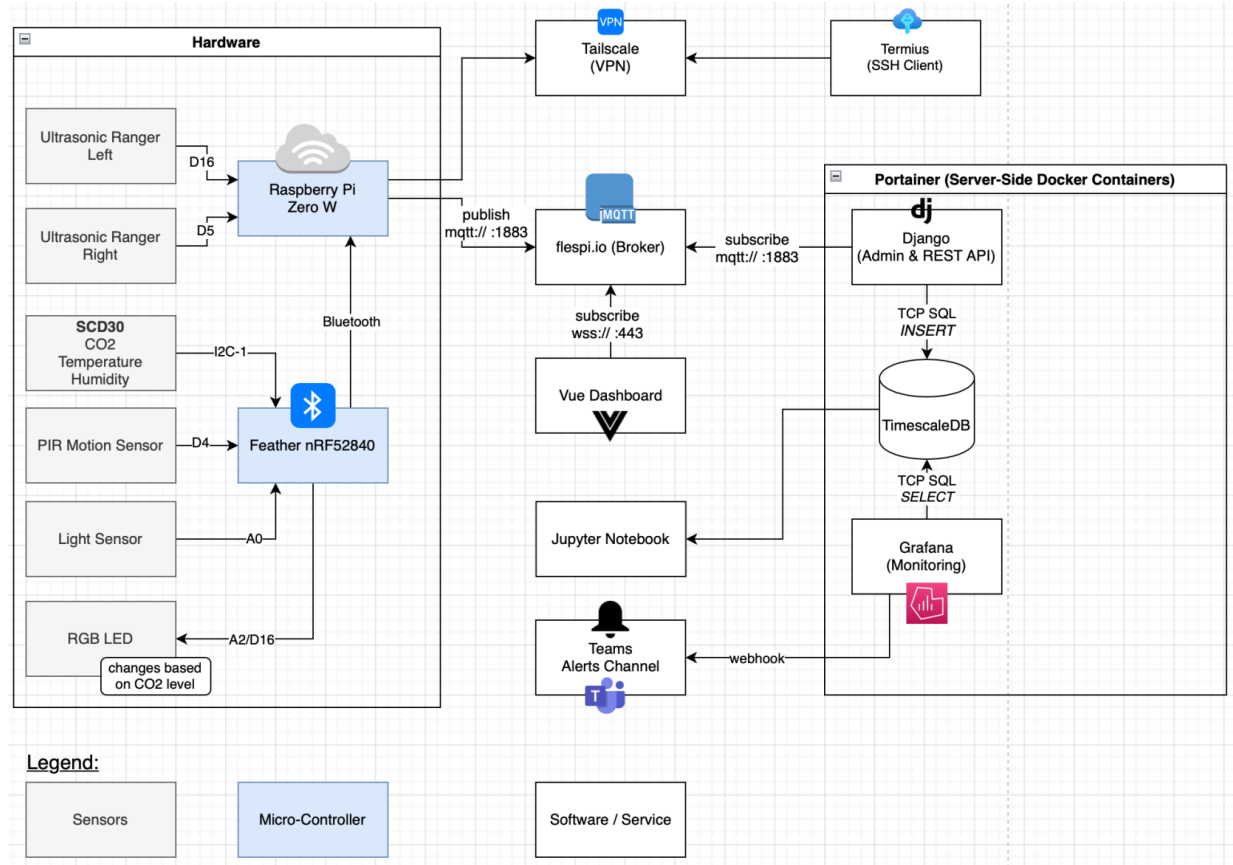 Hardware
Ultrasonic Ranger
Left
D16
Ultrasonic Ranger
Right
D5
Raspberry Pi
Zero W
SCD30
CO2
Temperature
Humidity
I2C-1
Bluetooth
PIR Motion Sensor
D4
Feather nRF52840
Light Sensor
A0
RGB LED
A2/D16
changes based
on CO2 level
VPN
Tailscale
(VPN)
Termius
(SSH Client)
publish
mqtt:// :1883
MQTT
flespi.io (Broker)
subscribe
mqtt:// :1883
subscribe
wss:// :443
Vue Dashboard
Jupyter Notebook
Teams
Alerts Channel
T
webhook
Portainer (Server-Side Docker Containers)
dj
Django
(Admin & REST API)
TCP SQL
INSERT
TimescaleDB
TCP SQL
SELECT
Grafana
(Monitoring)
Legend:
Sensors
Micro-Controller
Software / Service